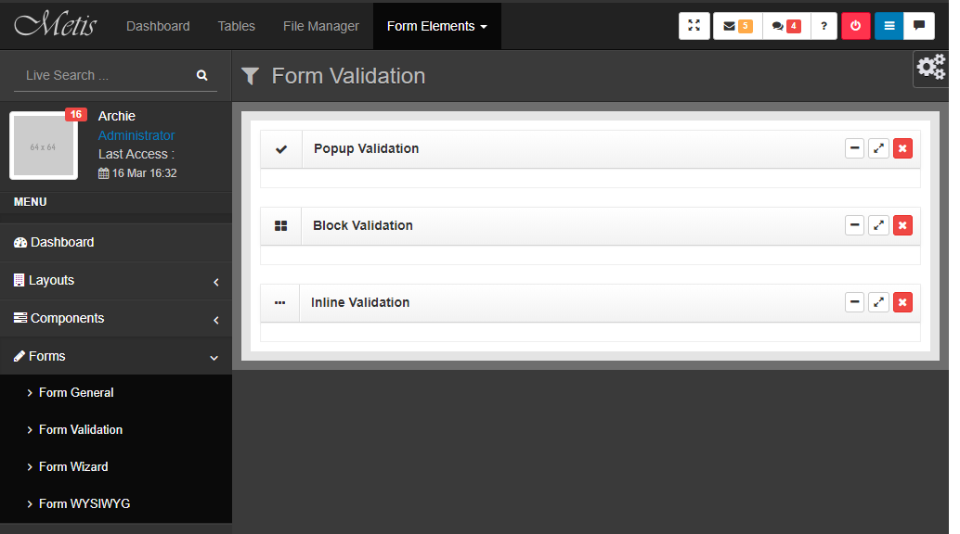 Metis Dashboard Tables File Manager Form Elements 5 4 ?
Live Search ...
Form Validation
16
64 x 64
Archie
Administrator
Last Access :
16 Mar 16:32
MENU
Dashboard
Layouts
Components
Forms
Form General
Form Validation
Form Wizard
Form WYSIWYG
Popup Validation
Block Validation
Inline Validation